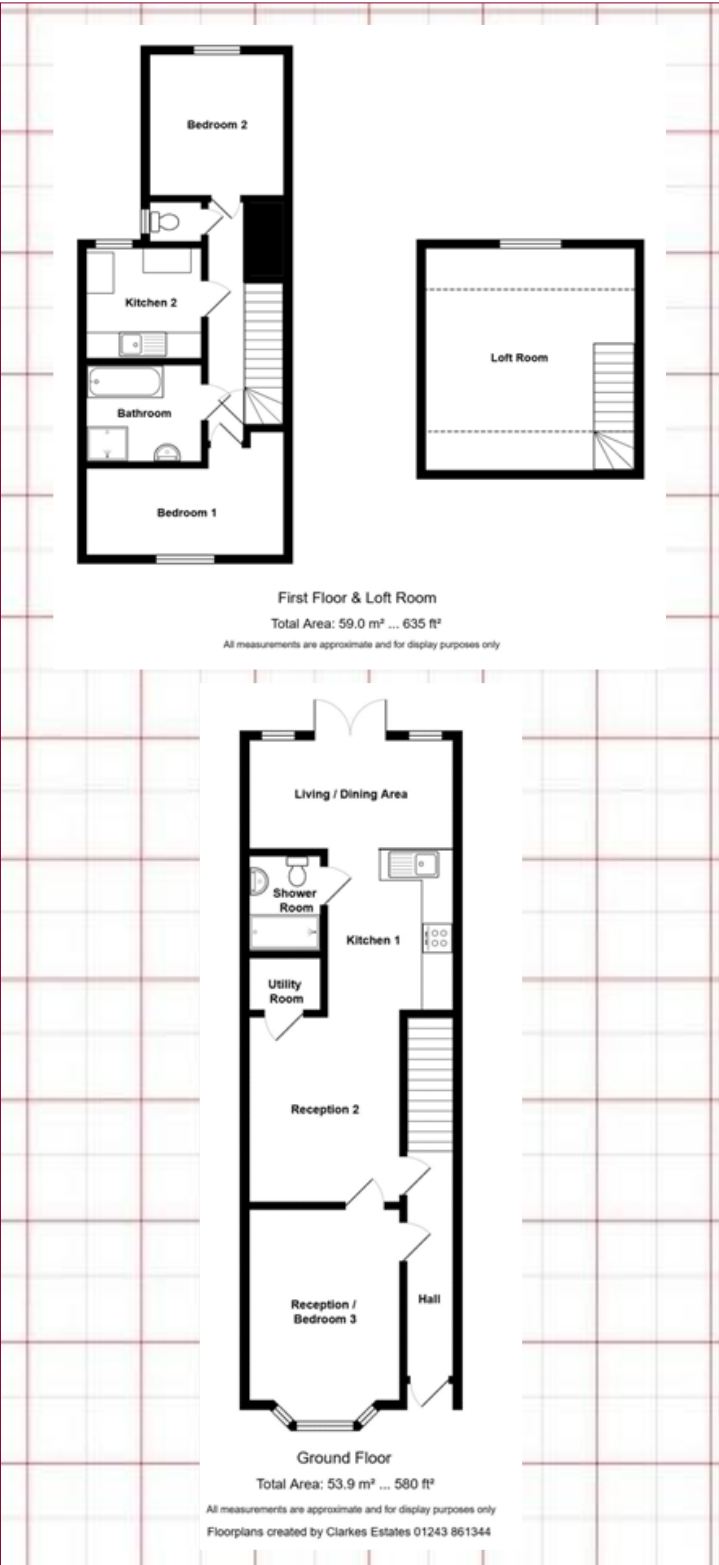 Bedroom 2
Kitchen 2
Loft Room
Bathroom
Bedroom 1
First Floor & Loft Room
Total Area: 59.0 m² ... 635 ft²
All measurements are approximate and for display purposes only
Living / Dining Area
Shower
Room
Kitchen 1
Utility
Room
Reception 2
Reception /
Bedroom 3
Hall
Ground Floor
Total Area: 53.9 m² ... 580 ft²
All measurements are approximate and for display purposes only
Floorplans created by Clarkes Estates 01243 861344